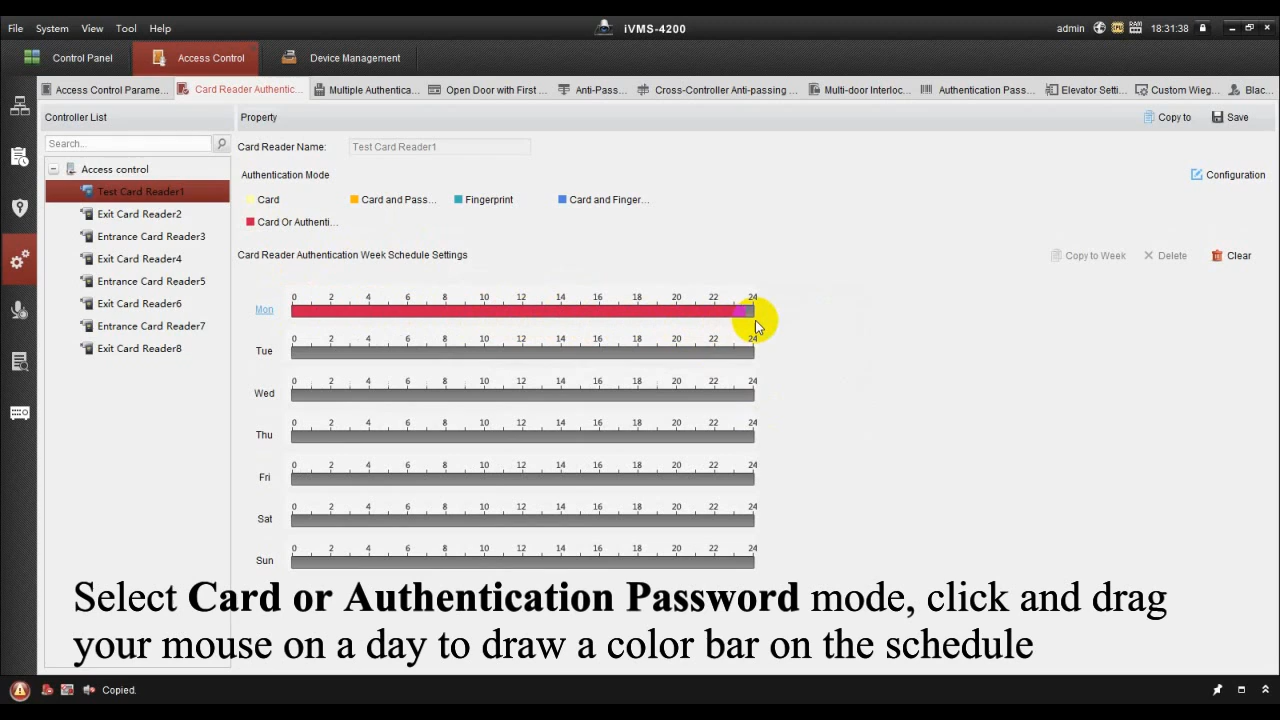 File System View Tool Help
iVMS-4200
admin 18:31:38
Control Panel Access Control Device Management
Access Control Parame... Card Reader Authentic... Multiple Authentica... Open Door with First ... Anti-Pass... Cross-Controller Anti-passing ... Multi-door Interloc... Authentication Pass... Elevator Setti... Custom Wieg... Blac...
Controller List
Property
Copy to Save
Search...
Card Reader Name: Test Card Reader1
Access control
Test Card Reader1
Exit Card Reader2
Entrance Card Reader3
Exit Card Reader4
Entrance Card Reader5
Exit Card Reader6
Entrance Card Reader7
Exit Card Reader8
Authentication Mode
Configuration
Card Card and Pass... Fingerprint Card and Finger...
Card Or Authenti...
Card Reader Authentication Week Schedule Settings
Copy to Week Delete Clear
0 2 4 6 8 10 12 14 16 18 20 22 24
Mon
0 2 4 6 8 10 12 14 16 18 20 22 24
Tue
0 2 4 6 8 10 12 14 16 18 20 22 24
Wed
0 2 4 6 8 10 12 14 16 18 20 22 24
Thu
0 2 4 6 8 10 12 14 16 18 20 22 24
Fri
0 2 4 6 8 10 12 14 16 18 20 22 24
Sat
0 2 4 6 8 10 12 14 16 18 20 22 24
Sun
Select Card or Authentication Password mode, click and drag
your mouse on a day to draw a color bar on the schedule
Copied.